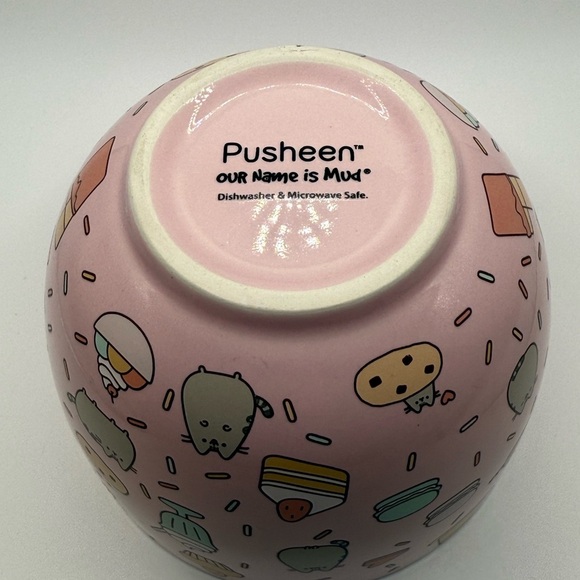 Pusheen™
our Name is Mud®
Dishwasher & Microwave Safe.